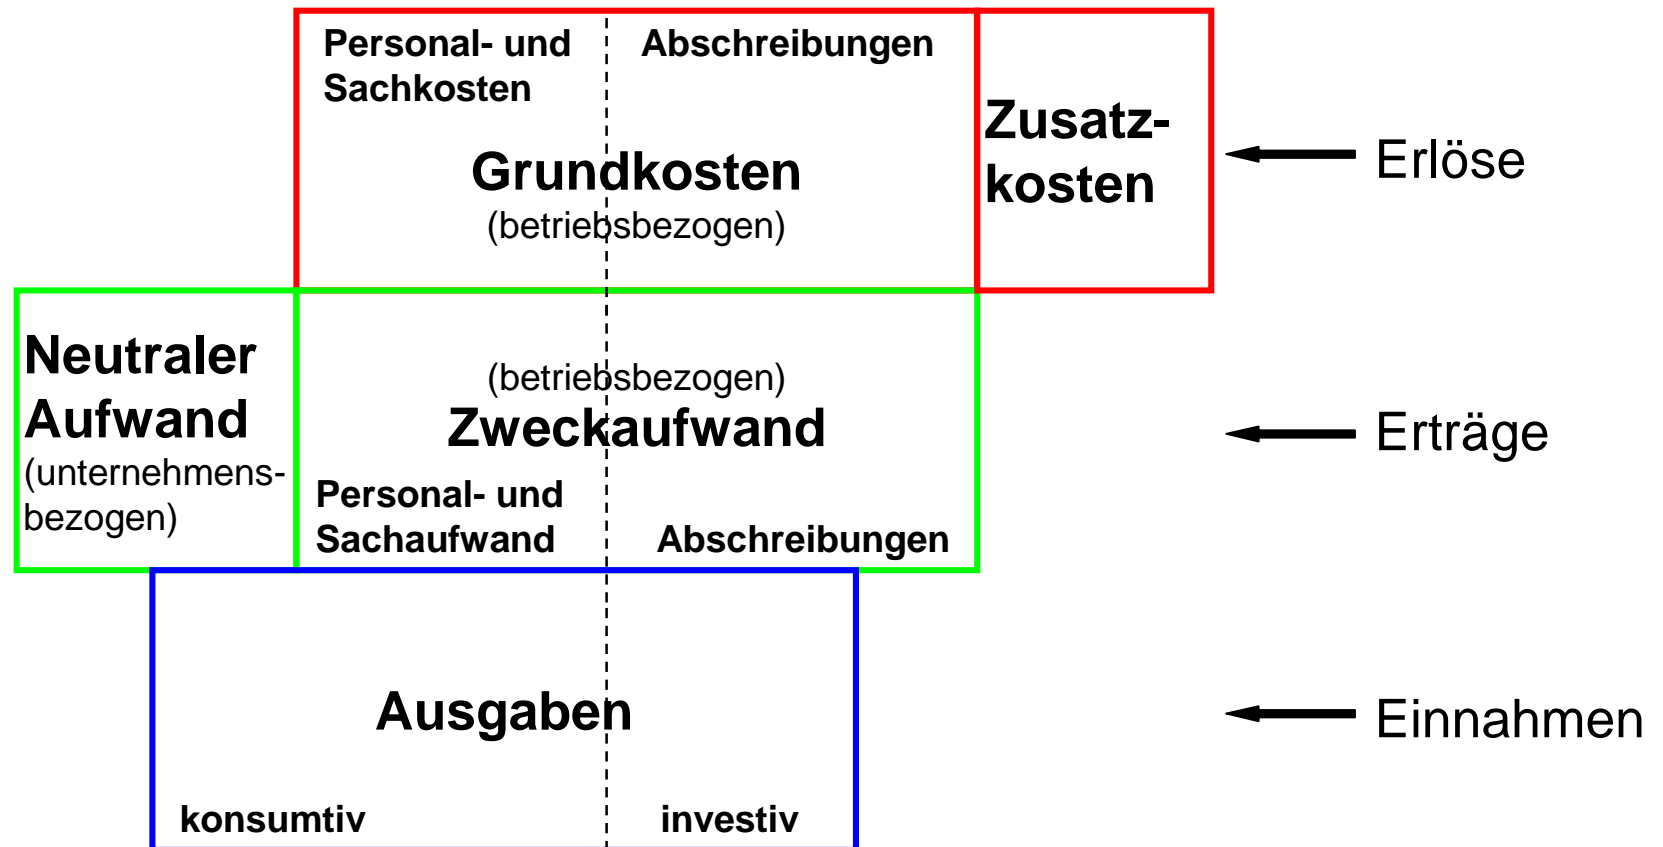 Personal- und
Sachkosten
Abschreibungen
Grundkosten
(betriebsbezogen)
Zusatz-
kosten
Erlöse
Neutraler
Aufwand
(unternehmens-
bezogen)
(betriebsbezogen)
Zweckaufwand
Personal- und
Sachaufwand
Abschreibungen
Erträge
Ausgaben
konsumtiv
investiv
Einnahmen